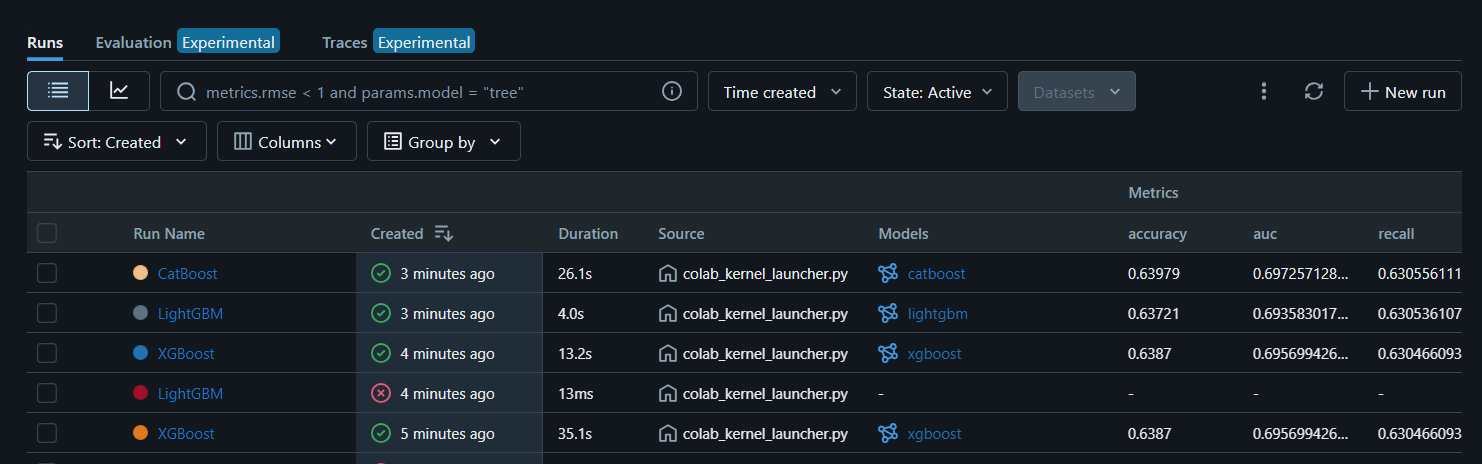 Runs Evaluation Experimental Traces Experimental
metrics.rmse < 1 and params.model = "tree" Time created State: Active Datasets New run
Sort: Created Columns Group by
Metrics
Run Name Created Duration Source Models accuracy auc recall
CatBoost 3 minutes ago 26.1s colab_kernel_launcher.py catboost 0.63979 0.697257128... 0.630556111
LightGBM 3 minutes ago 4.0s colab_kernel_launcher.py lightgbm 0.63721 0.693583017... 0.630536107
XGBoost 4 minutes ago 13.2s colab_kernel_launcher.py xgboost 0.6387 0.695699426... 0.630466093
LightGBM 4 minutes ago 13ms colab_kernel_launcher.py - - - -
XGBoost 5 minutes ago 35.1s colab_kernel_launcher.py xgboost 0.6387 0.695699426... 0.630466093